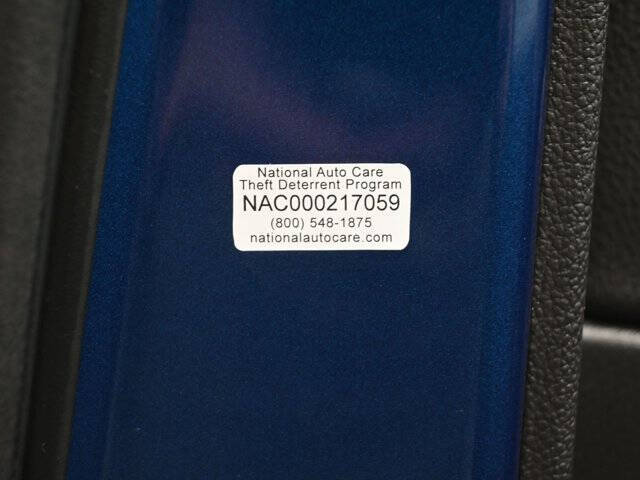 National Auto Care
Theft Deterrent Program
NAC000217059
(800) 548-1875
nationalautocare.com